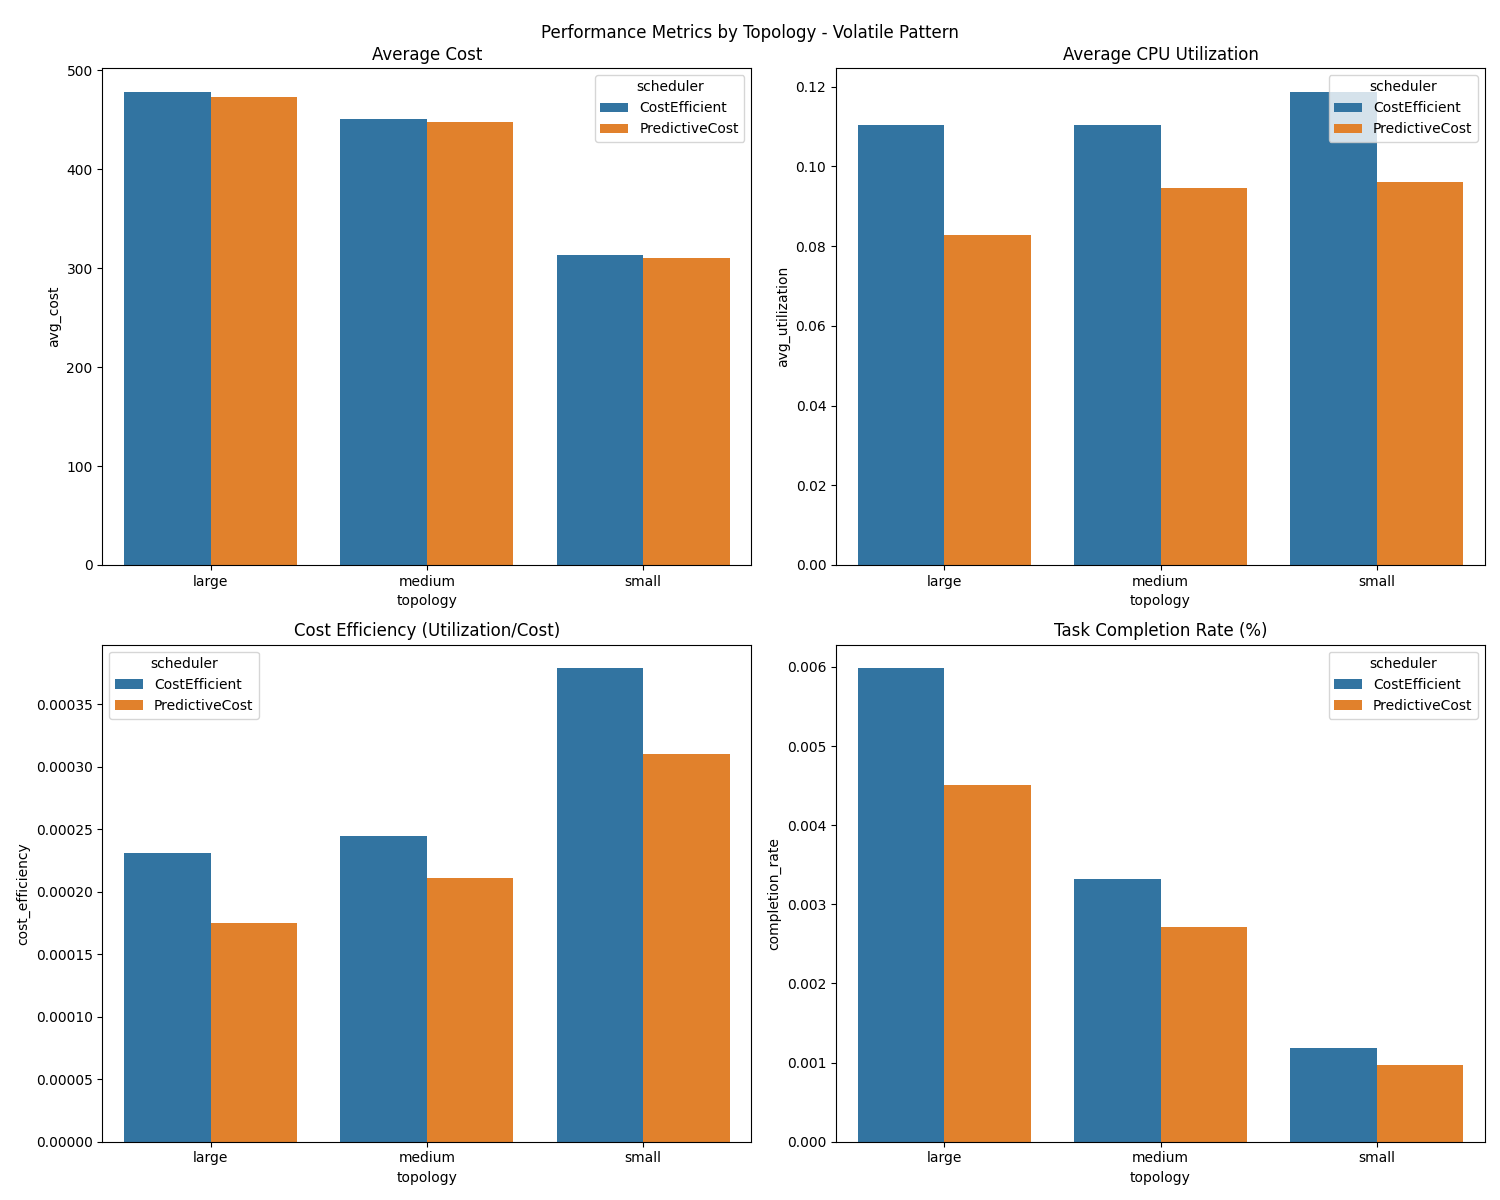 Performance Metrics by Topology - Volatile Pattern
Average Cost
500
400
300
200
100
0
avg_cost
large
medium
small
topology
scheduler
CostEfficient
PredictiveCost
Average CPU Utilization
0.12
0.10
0.08
0.06
0.04
0.02
0.00
avg_utilization
large
medium
small
topology
scheduler
CostEfficient
PredictiveCost
Cost Efficiency (Utilization/Cost)
0.00035
0.00030
0.00025
0.00020
0.00015
0.00010
0.00005
0.00000
cost_efficiency
large
medium
small
topology
scheduler
CostEfficient
PredictiveCost
Task Completion Rate (%)
0.006
0.005
0.004
0.003
0.002
0.001
0.000
completion_rate
large
medium
small
topology
scheduler
CostEfficient
PredictiveCost